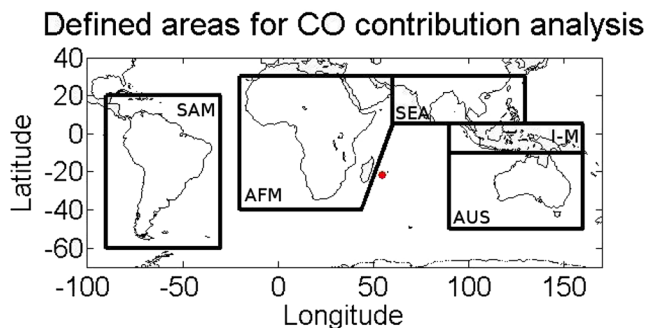 Defined areas for CO contribution analysis
40
20
0
-20
-40
-60
Latitude
SAM
AFM
SEA
I-M
AUS
-100 -50 0 50 100 150
Longitude